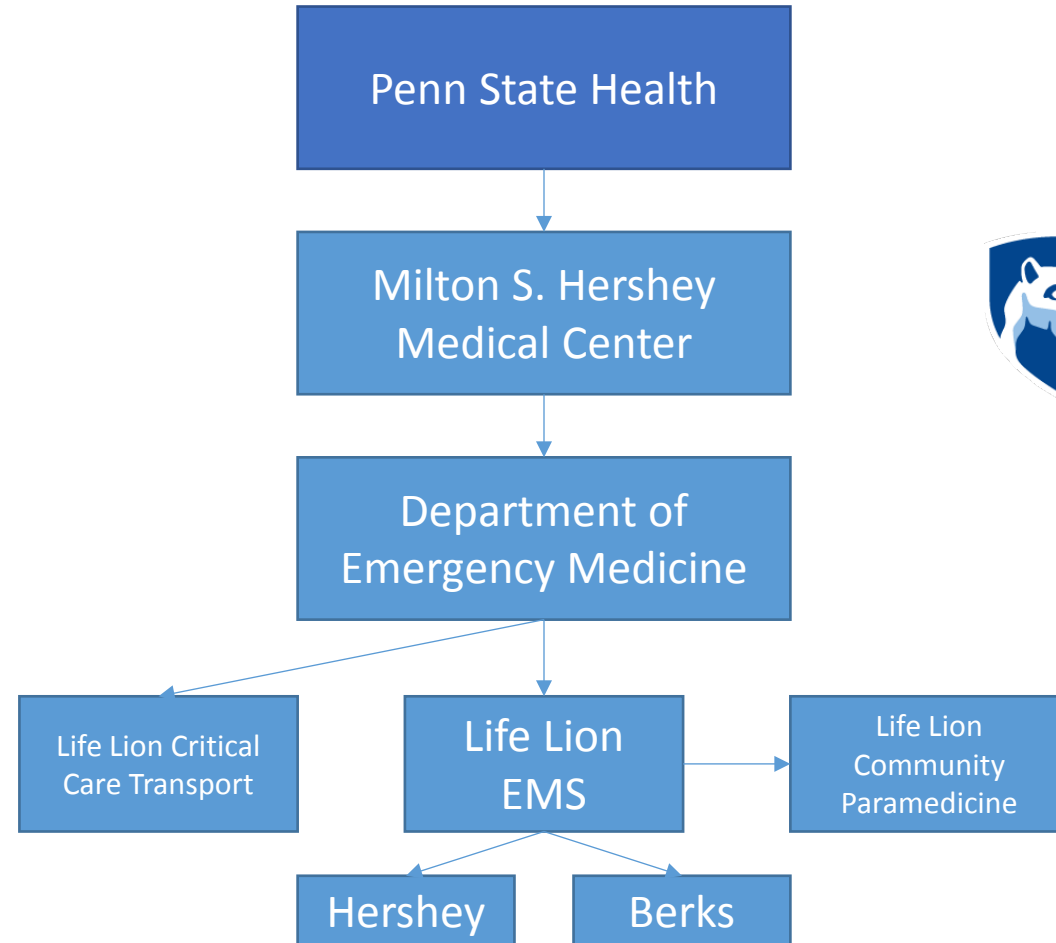 Penn State Health
Milton S. Hershey
Medical Center
Department of
Emergency Medicine
Life Lion Critical
Care Transport
Life Lion
EMS
Life Lion
Community
Paramedicine
Hershey
Berks